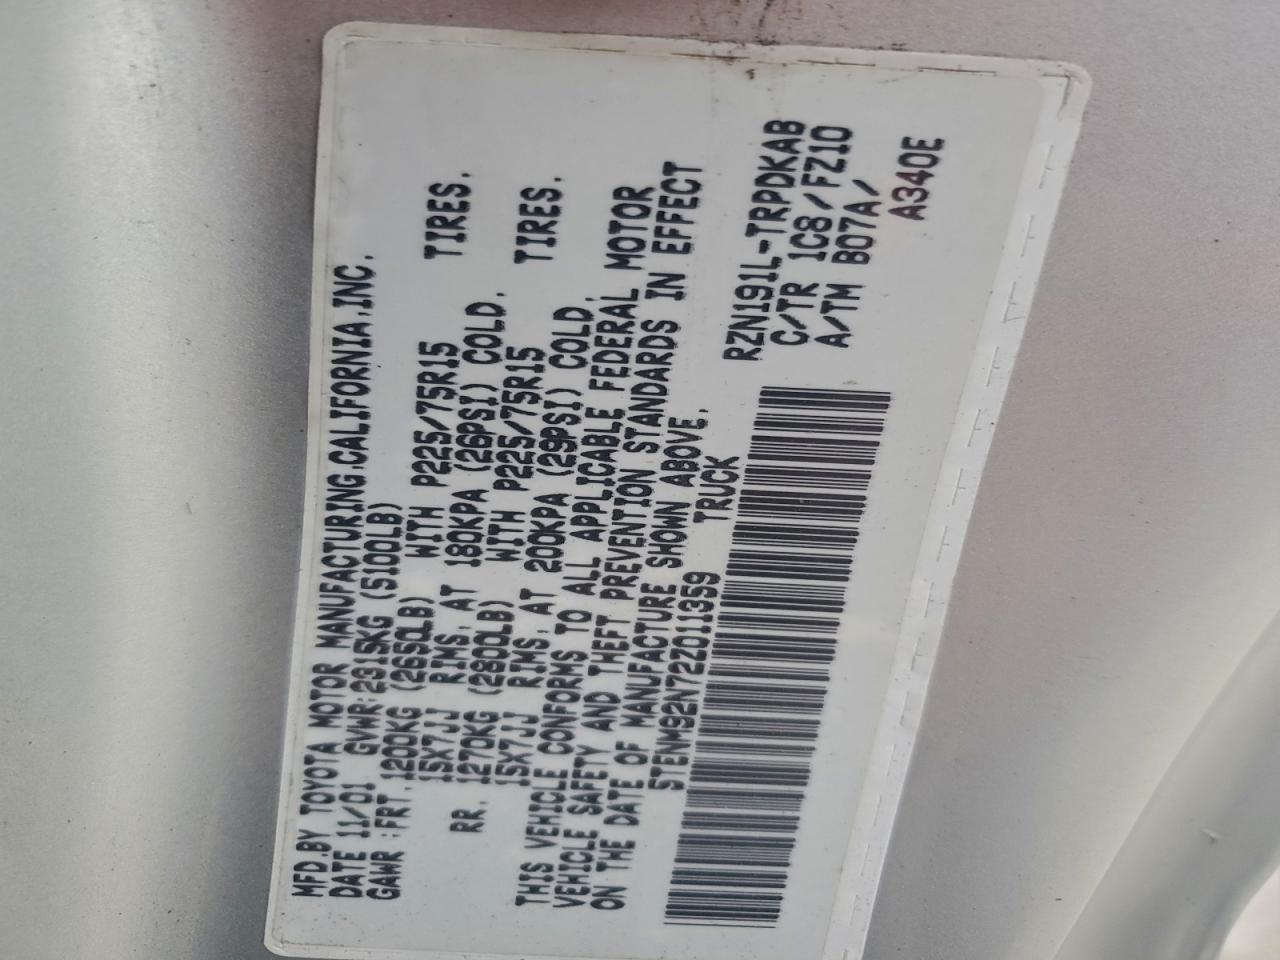 MFD.BY TOYOTA MOTOR MANUFACTURING,CALIFORNIA,INC.
DATE 11/01 GVWR:2315KG (5100LB)
GAWR :FRT.1200KG (2650LB) WITH P225/75R15 TIRES,
15X7JJ RIMS, AT 180KPA (26PSI) COLD,
RR. 1270KG (2800LB) WITH P225/75R15 TIRES,
15X7JJ RIMS, AT 200KPA (29PSI) COLD,
THIS VEHICLE CONFORMS TO ALL APPLICABLE FEDERAL MOTOR
VEHICLE SAFETY AND THEFT PREVENTION STANDARDS IN EFFECT
ON THE DATE OF MANUFACTURE SHOWN ABOVE.
5TENM92N72Z011359 TRUCK
RZN191L-TRPDKAB
C/TR 1C8/FZ10
A/TM B07A/
A340E